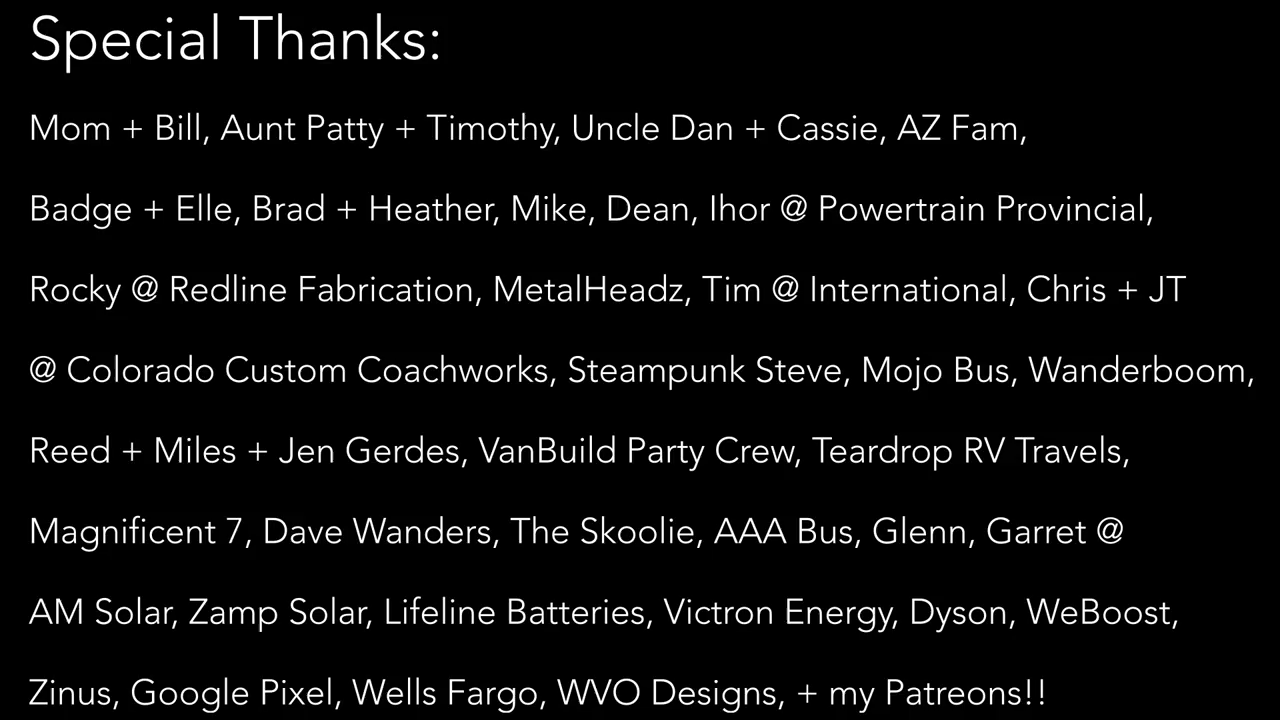 Special Thanks:
Mom + Bill, Aunt Patty + Timothy, Uncle Dan + Cassie, AZ Fam,
Badge + Elle, Brad + Heather, Mike, Dean, Ihor @ Powertrain Provincial,
Rocky @ Redline Fabrication, MetalHeadz, Tim @ International, Chris + JT
@ Colorado Custom Coachworks, Steampunk Steve, Mojo Bus, Wanderboom,
Reed + Miles + Jen Gerdes, VanBuild Party Crew, Teardrop RV Travels,
Magnificent 7, Dave Wanders, The Skoolie, AAA Bus, Glenn, Garret @
AM Solar, Zamp Solar, Lifeline Batteries, Victron Energy, Dyson, WeBoost,
Zinus, Google Pixel, Wells Fargo, WVO Designs, + my Patreons!!